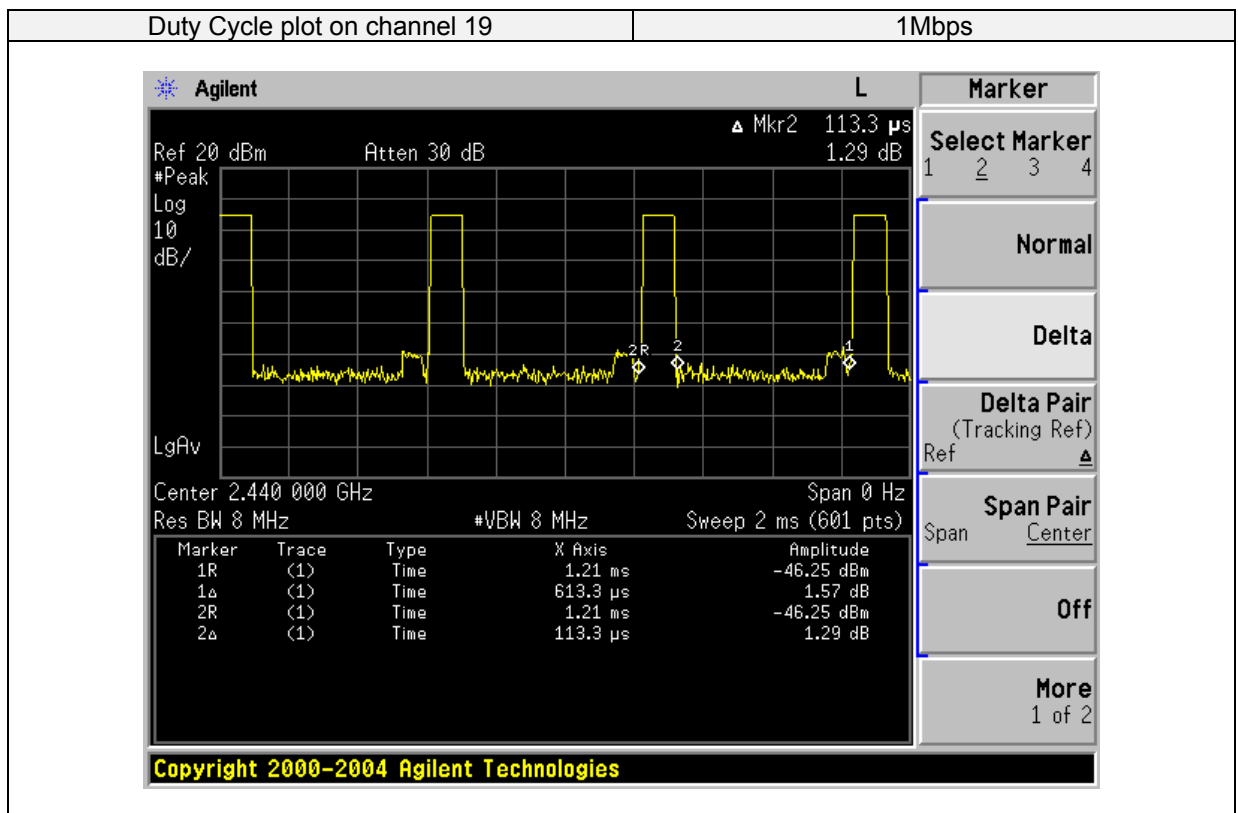 Duty Cycle plot on channel 19 1Mbps
Agilent L Marker
Δ Mkr2 113.3 µs
Ref 20 dBm Atten 30 dB 1.29 dB
#Peak
Log
10
dB/
2R 2 1
LgAv
Center 2.440 000 GHz Span 0 Hz
Res BW 8 MHz #VBW 8 MHz Sweep 2 ms (601 pts)
Marker Trace Type X Axis Amplitude
1R (1) Time 1.21 ms -46.25 dBm
1Δ (1) Time 613.3 µs 1.57 dB
2R (1) Time 1.21 ms -46.25 dBm
2Δ (1) Time 113.3 µs 1.29 dB
Select Marker
1 2 3 4
Normal
Delta
Delta Pair
(Tracking Ref)
Ref Δ
Span Pair
Span Center
Off
More
1 of 2
Copyright 2000-2004 Agilent Technologies